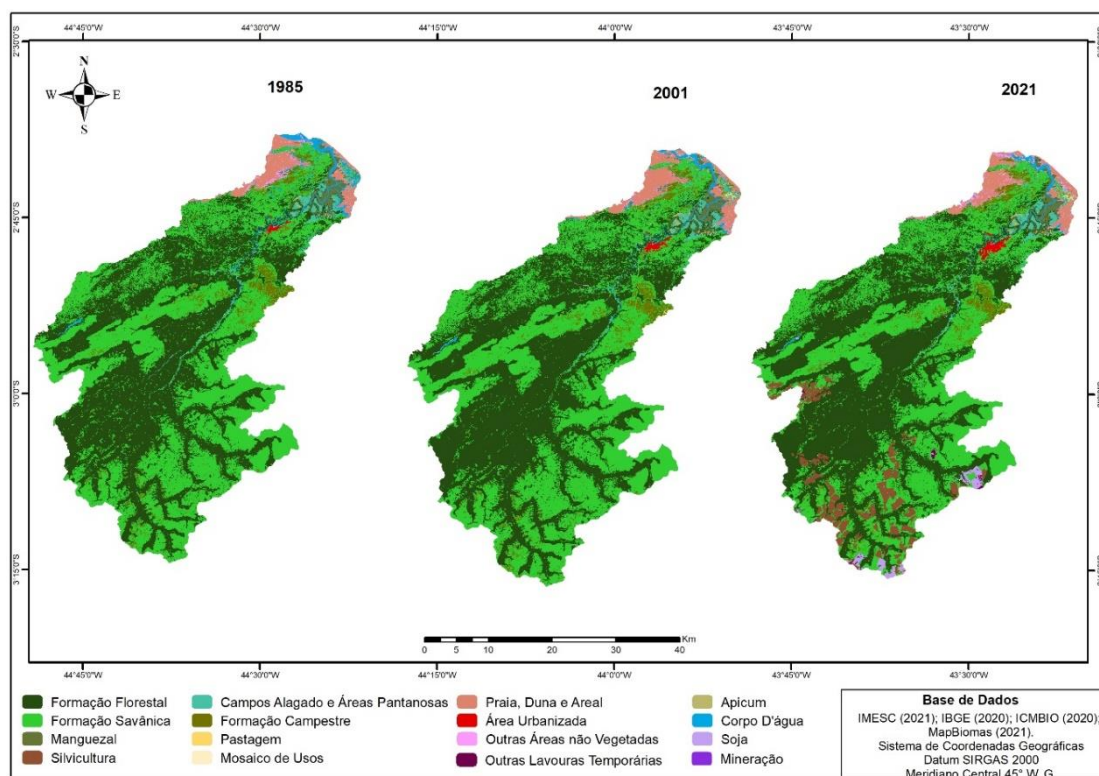 44°45'0"W 44°30'0"W 44°15'0"W 44°0'0"W 43°45'0"W 43°30'0"W
2°30'0"S
N
W E
S
1985
2001
2021
2°45'0"S
3°0'0"S
3°15'0"S
Km
0 5 10 20 30 40
44°45'0"W 44°30'0"W 44°15'0"W 44°0'0"W 43°45'0"W 43°30'0"W
Formação Florestal
Formação Savânica
Manguezal
Silvicultura
Campos Alagado e Áreas Pantanosas
Formação Campestre
Pastagem
Mosaico de Usos
Praia, Duna e Areal
Área Urbanizada
Outras Áreas não Vegetadas
Outras Lavouras Temporárias
Apicum
Corpo D'água
Soja
Mineração
Base de Dados
IMESC (2021); IBGE (2020); ICMBIO (2020);
MapBiomas (2021).
Sistema de Coordenadas Geográficas
Datum SIRGAS 2000
Meridiano Central 45° W. G